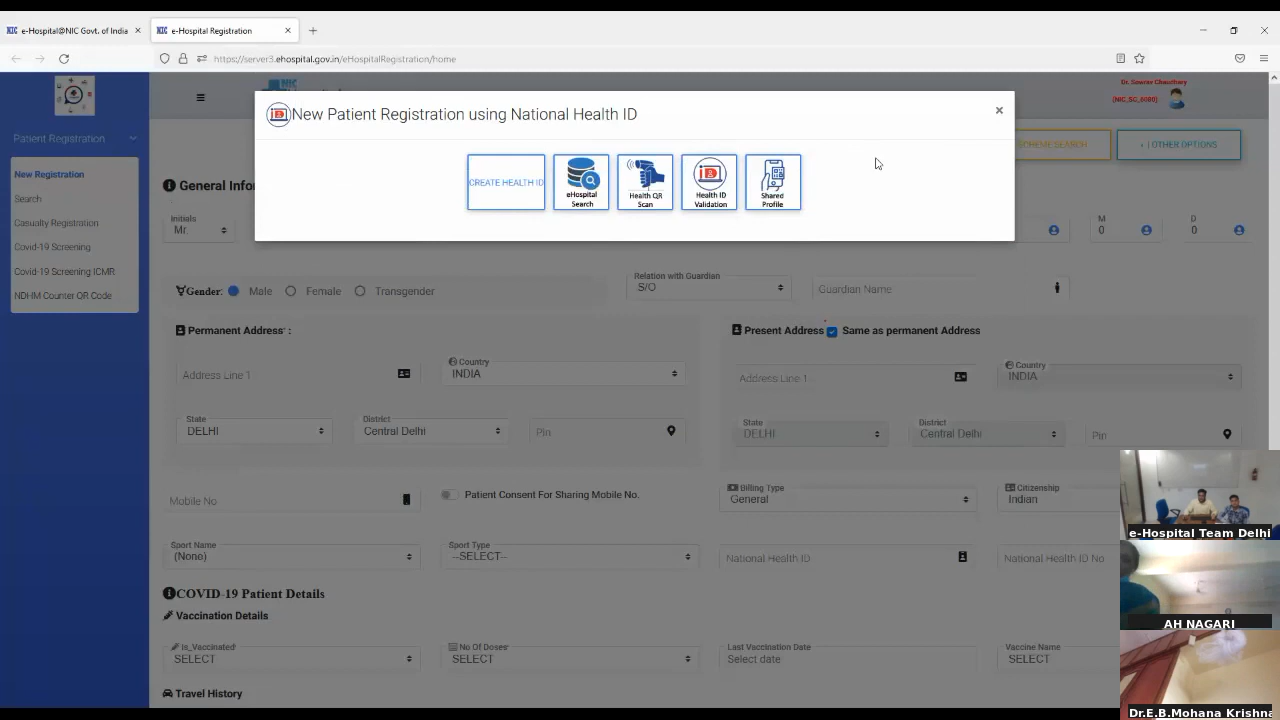 NIC e-Hospital@NIC Govt. of India
NIC e-Hospital Registration
https://server3.ehospital.gov.in/eHospitalRegistration/home
NIC
Patient Registration
New Registration
Search
Casualty Registration
Covid-19 Screening
Covid-19 Screening ICMR
NDHM Counter QR Code
(NIC_SC_8680)
New Patient Registration using National Health ID
CREATE HEALTH ID
eHospital Search
Health QR Scan
Health ID Validation
Shared Profile
SEARCH
OTHER OPTIONS
General Infor
Initials
Mr.
M
0
D
0
Gender:
Male
Female
Transgender
Relation with Guardian
S/O
Guardian Name
Permanent Address :
Present Address
Same as permanent Address
Address Line 1
Country
INDIA
Address Line 1
Country
INDIA
State
DELHI
District
Central Delhi
Pin
State
DELHI
District
Central Delhi
Pin
Mobile No
Patient Consent For Sharing Mobile No.
Billing Type
General
Citizenship
Indian
Sport Name
(None)
Sport Type
--SELECT--
National Health ID
National Health ID No
COVID-19 Patient Details
Vaccination Details
Is_Vaccinated
SELECT
No Of Doses
SELECT
Last Vaccination Date
Select date
Vaccine Name
SELECT
Travel History
e-Hospital Team Delhi
AH NAGARI
Dr.E.B.Mohana Krishna